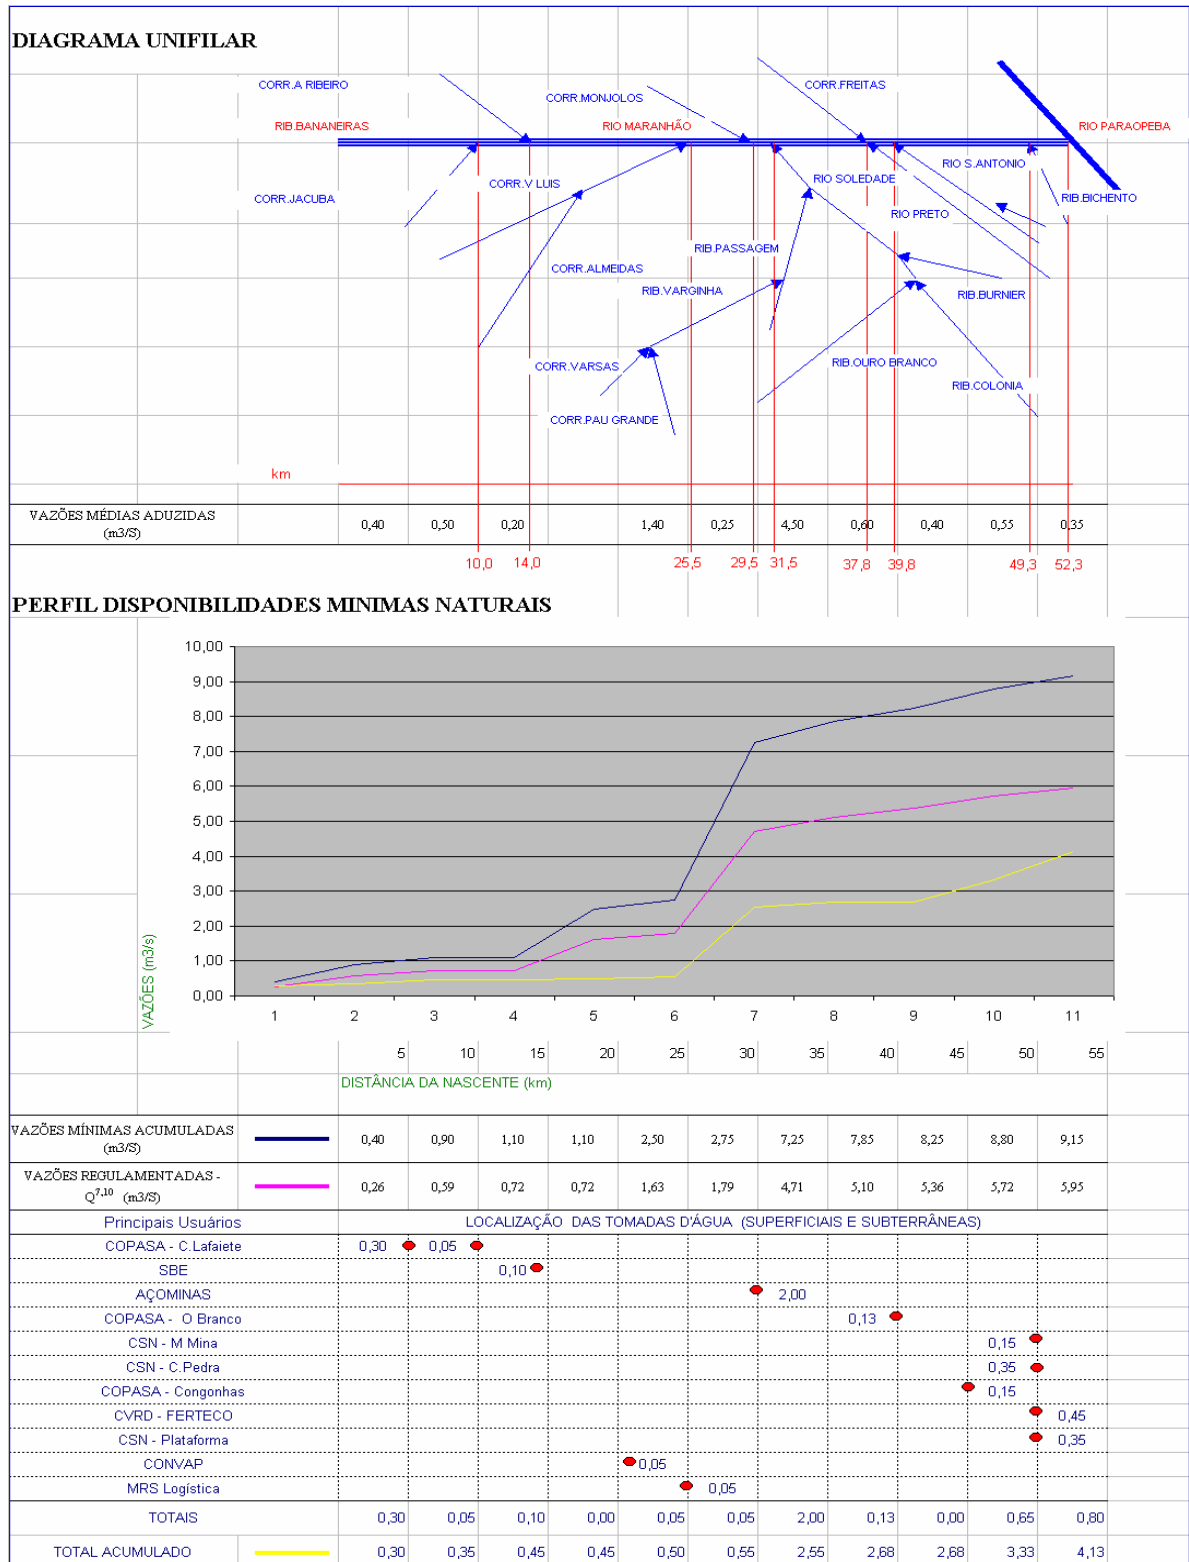 DIAGRAMA UNIFILAR
CORR.A RIBEIRO
CORR.MONJOLOS
CORR.FREITAS
RIB.BANANEIRAS
RIO MARANHÃO
RIO PARAOPEBA
CORR.JACUBA
CORR.V LUIS
RIO SOLEDADE
RIO S.ANTONIO
RIB.BICHENTO
RIO PRETO
RIB.PASSAGEM
CORR.ALMEIDAS
RIB.VARGINHA
RIB.BURNIER
CORR.VARSAS
RIB.OURO BRANCO
RIB.COLONIA
CORR.PAU GRANDE
km
VAZÕES MÉDIAS ADUZIDAS
(m3/S)
0,40 0,50 0,20 1,40 0,25 4,50 0,60 0,40 0,55 0,35
10,0 14,0 25,5 29,5 31,5 37,8 39,8 49,3 52,3
PERFIL DISPONIBILIDADES MINIMAS NATURAIS
10,00
9,00
8,00
7,00
6,00
5,00
4,00
3,00
2,00
1,00
0,00
VAZÕES (m3/s)
1 2 3 4 5 6 7 8 9 10 11
5 10 15 20 25 30 35 40 45 50 55
DISTÂNCIA DA NASCENTE (km)
VAZÕES MÍNIMAS ACUMULADAS
(m3/S)
0,40 0,90 1,10 1,10 2,50 2,75 7,25 7,85 8,25 8,80 9,15
VAZÕES REGULAMENTADAS -
Q7,10 (m3/S)
0,26 0,59 0,72 0,72 1,63 1,79 4,71 5,10 5,36 5,72 5,95
Principais Usuários LOCALIZAÇÃO DAS TOMADAS D'ÁGUA (SUPERFICIAIS E SUBTERRÂNEAS)
COPASA - C.Lafaiete 0,30 0,05
SBE 0,10
AÇOMINAS 2,00
COPASA - O Branco 0,13
CSN - M Mina 0,15
CSN - C.Pedra 0,35
COPASA - Congonhas 0,15
CVRD - FERTECO 0,45
CSN - Plataforma 0,35
CONVAP 0,05
MRS Logística 0,05
TOTAIS 0,30 0,05 0,10 0,00 0,05 0,05 2,00 0,13 0,00 0,65 0,80
TOTAL ACUMULADO 0,30 0,35 0,45 0,45 0,50 0,55 2,55 2,68 2,68 3,33 4,13